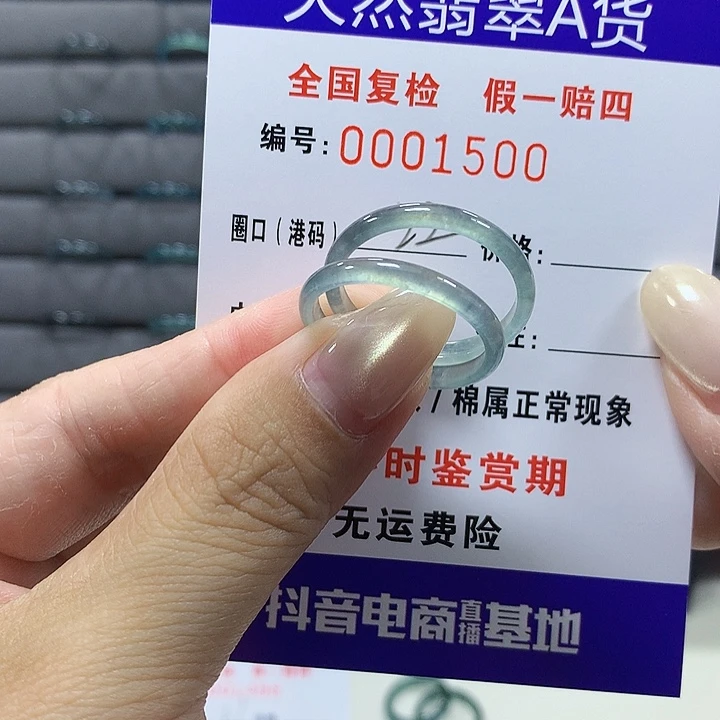 天然翡翠A货
全国复检 假一赔四
编号:0001500
圈口(港码) 12 价格:
/棉属正常现象
时鉴赏期
无运费险
抖音电商直播基地